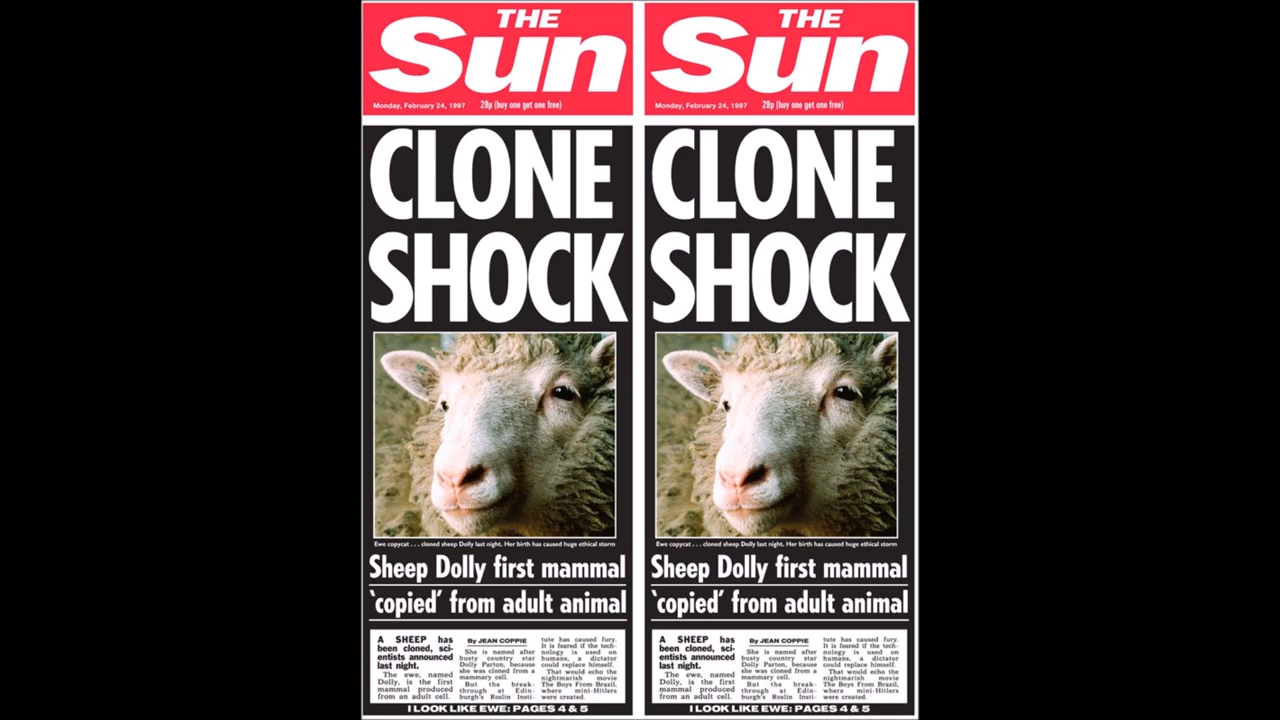 THE
Sun
Monday, February 24, 1997 28p (buy one get one free)
CLONE
SHOCK
Ewe copycat . . . cloned sheep Dolly last night. Her birth has caused huge ethical storm
Sheep Dolly first mammal
'copied' from adult animal
A SHEEP has
been cloned, sci-
entists announced
last night.
The ewe, named
Dolly, is the first
mammal produced
from an adult cell.
By JEAN COPPIE
She is named after
busty country star
Dolly Parton, because
she was cloned from a
mammary cell.
But the break-
through at Edin-
burgh's Roslin Insti-
tute has caused fury.
It is feared if the tech-
nology is used on
humans, a dictator
could replace himself.
That would echo the
nightmarish movie
The Boys From Brazil,
where mini-Hitlers
were created.
I LOOK LIKE EWE: PAGES 4 & 5
THE
Sun
Monday, February 24, 1997 28p (buy one get one free)
CLONE
SHOCK
Ewe copycat . . . cloned sheep Dolly last night. Her birth has caused huge ethical storm
Sheep Dolly first mammal
'copied' from adult animal
A SHEEP has
been cloned, sci-
entists announced
last night.
The ewe, named
Dolly, is the first
mammal produced
from an adult cell.
By JEAN COPPIE
She is named after
busty country star
Dolly Parton, because
she was cloned from a
mammary cell.
But the break-
through at Edin-
burgh's Roslin Insti-
tute has caused fury.
It is feared if the tech-
nology is used on
humans, a dictator
could replace himself.
That would echo the
nightmarish movie
The Boys From Brazil,
where mini-Hitlers
were created.
I LOOK LIKE EWE: PAGES 4 & 5